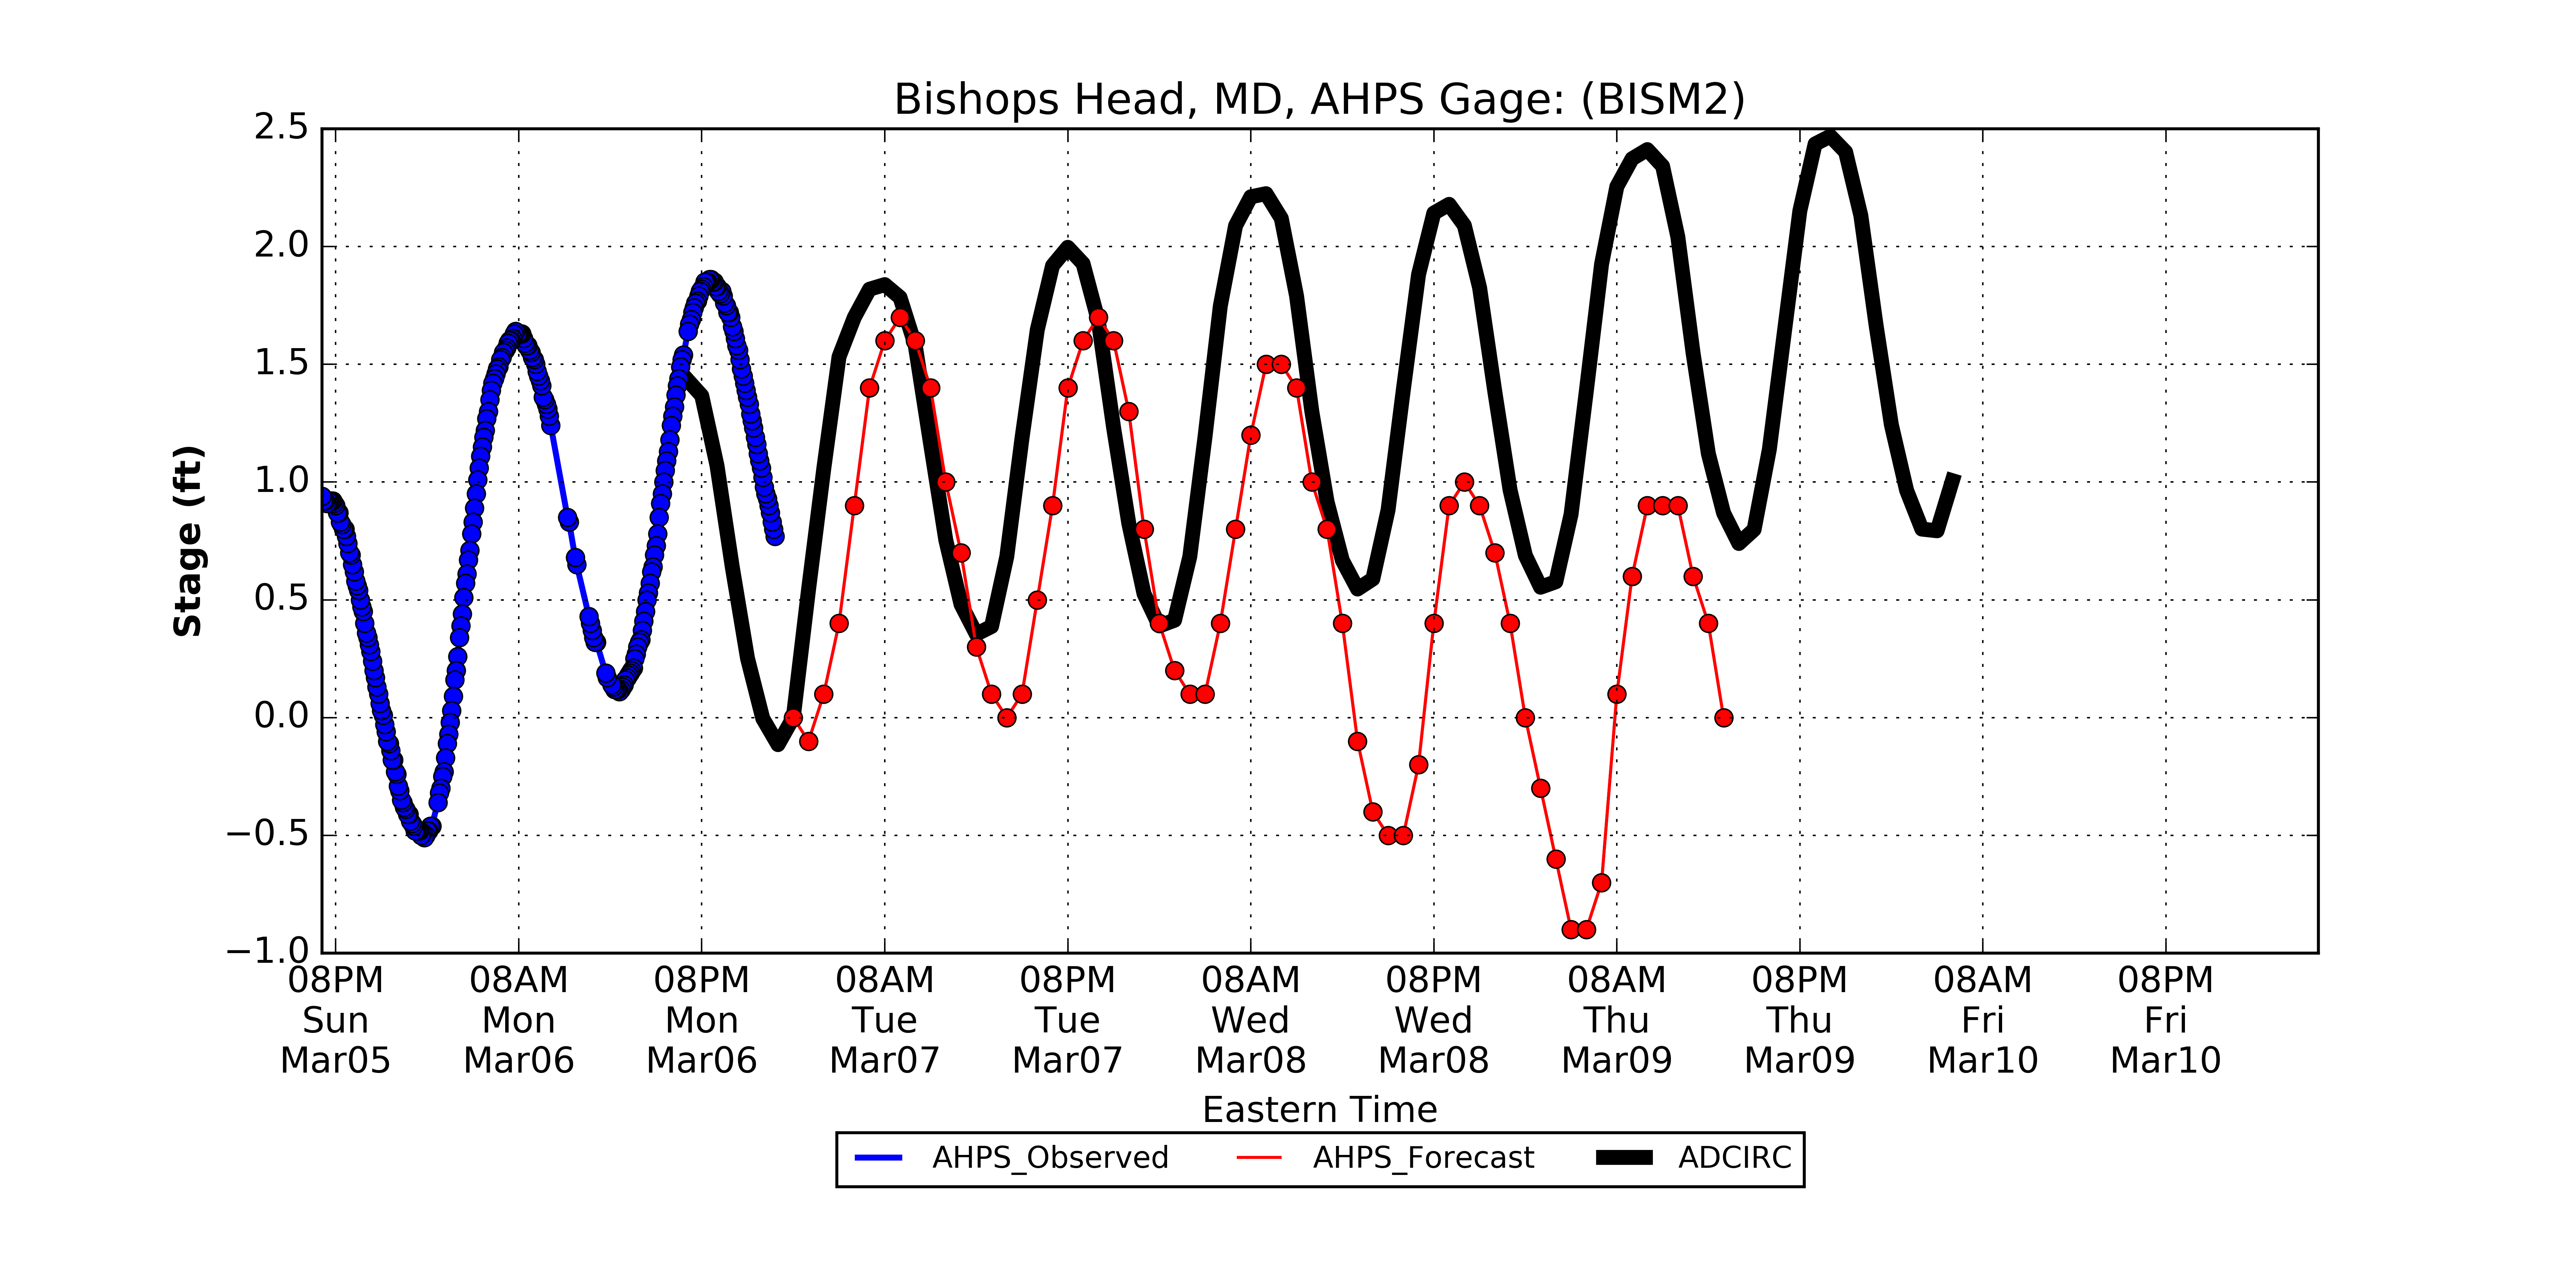 Bishops Head, MD, AHPS Gage: (BISM2)
2.5
2.0
1.5
1.0
0.5
0.0
−0.5
−1.0
Stage (ft)
08PM 08AM 08PM 08AM 08PM 08AM 08PM 08AM 08PM 08AM 08PM
Sun Mon Mon Tue Tue Wed Wed Thu Thu Fri Fri
Mar05 Mar06 Mar06 Mar07 Mar07 Mar08 Mar08 Mar09 Mar09 Mar10 Mar10
Eastern Time
AHPS_Observed AHPS_Forecast ADCIRC